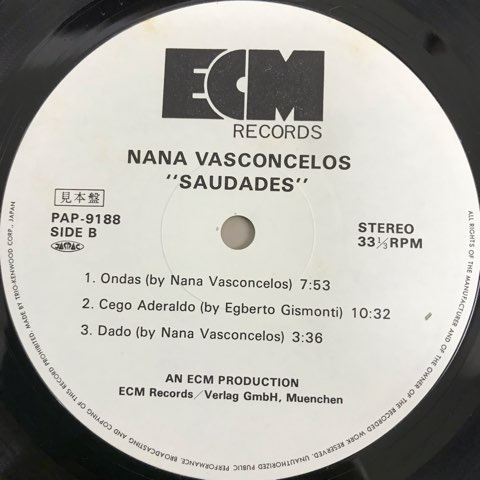 ECM
RECORDS
NANA VASCONCELOS
"SAUDADES"
見本盤
PAP-9188
SIDE B
JASRAC
STEREO
33⅓RPM
1. Ondas (by Nana Vasconcelos) 7:53
2. Cego Aderaldo (by Egberto Gismonti) 10:32
3. Dado (by Nana Vasconcelos) 3:36
AN ECM PRODUCTION
ECM Records／Verlag GmbH, Muenchen
ALL RIGHTS OF THE MANUFACTURER AND OF THE OWNER OF THE RECORDED WORK RESERVED. UNAUTHORIZED PUBLIC PERFORMANCE, BROADCASTING AND COPYING OF THIS RECORD PROHIBITED. MADE BY TRIO-KENWOOD CORP., JAPAN